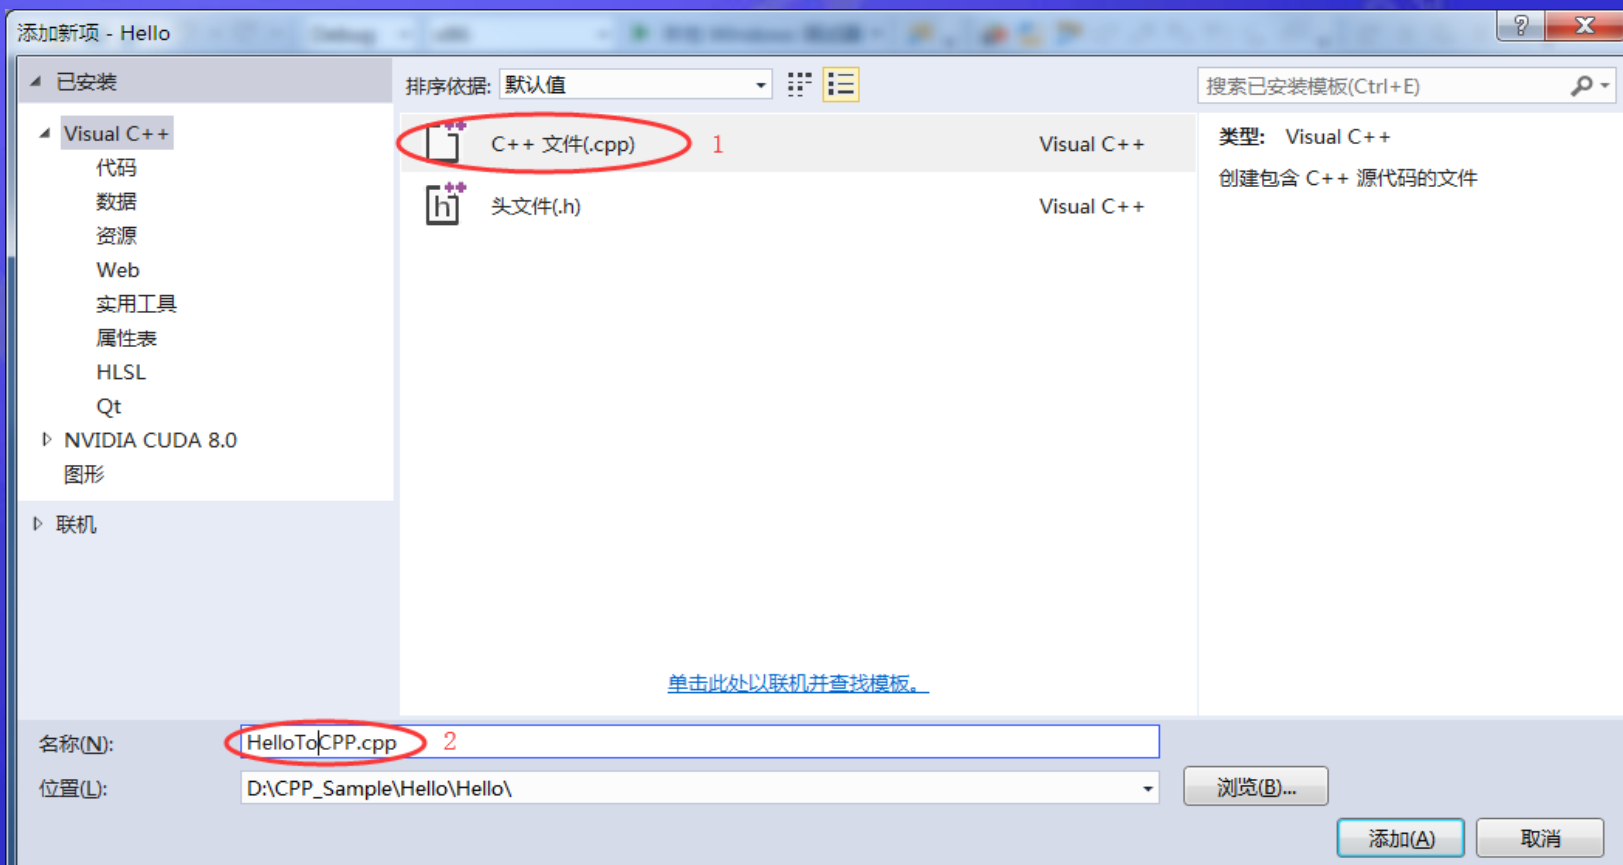 添加新项 - Hello
? X
已安装
排序依据: 默认值
搜索已安装模板(Ctrl+E)
Visual C++
代码
数据
资源
Web
实用工具
属性表
HLSL
Qt
NVIDIA CUDA 8.0
图形
联机
C++ 文件(.cpp) 1 Visual C++
头文件(.h) Visual C++
类型: Visual C++
创建包含 C++ 源代码的文件
单击此处以联机并查找模板。
名称(N): HelloToCPP.cpp 2
位置(L): D:\CPP_Sample\Hello\Hello\
浏览(B)...
添加(A) 取消